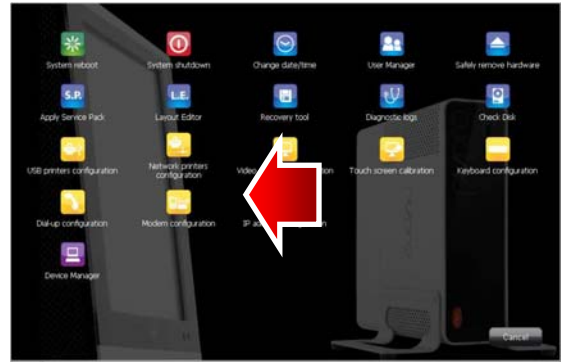 System reboot
System shutdown
Change date/time
User Manager
Safely remove hardware
S.P.
Apply Service Pack
L.E.
Layout Editor
Recovery tool
Diagnostic logs
Check Disk
USB printers configuration
Network printers
configuration
Touch screen calibration
Keyboard configuration
Dial-up configuration
Modem configuration
Device Manager
Cancel